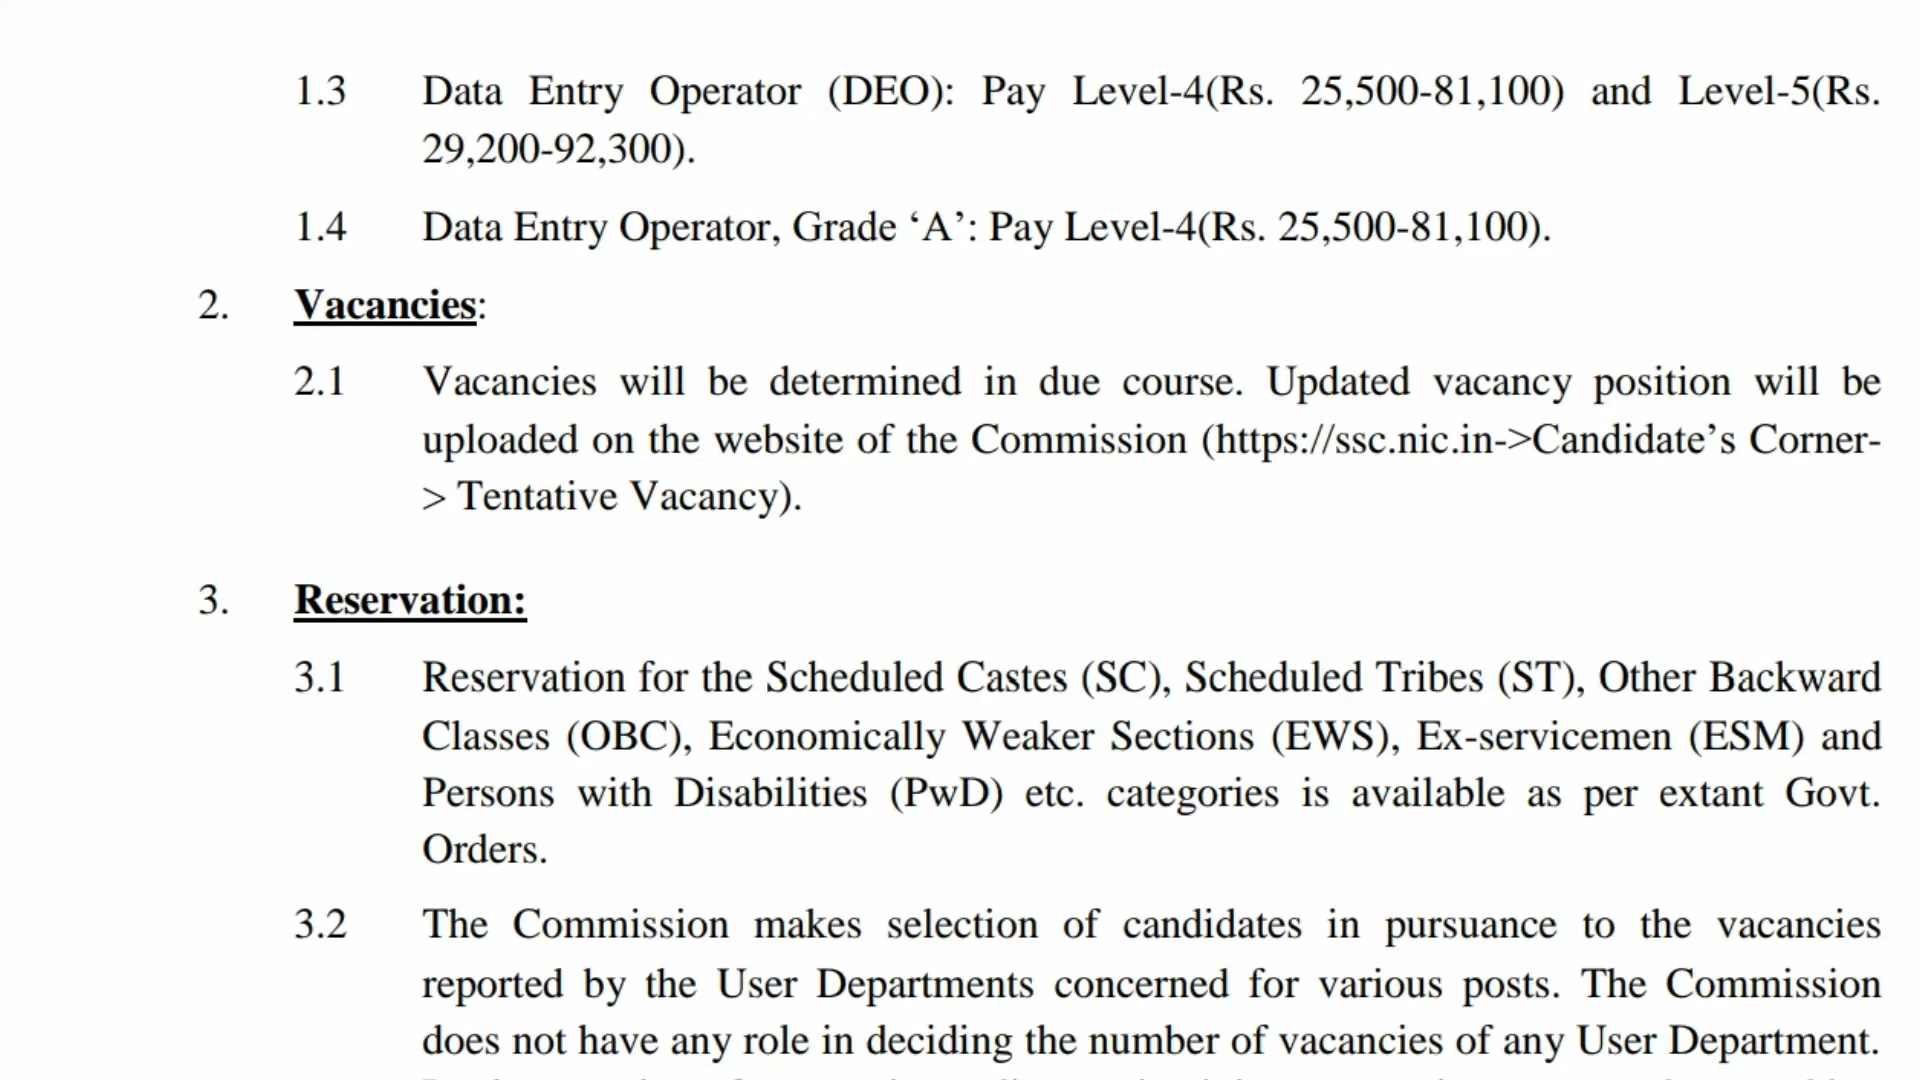 1.3 Data Entry Operator (DEO): Pay Level-4(Rs. 25,500-81,100) and Level-5(Rs.
29,200-92,300).
1.4 Data Entry Operator, Grade ‘A’: Pay Level-4(Rs. 25,500-81,100).
2. Vacancies:
2.1 Vacancies will be determined in due course. Updated vacancy position will be
uploaded on the website of the Commission (https://ssc.nic.in->Candidate’s Corner-
> Tentative Vacancy).
3. Reservation:
3.1 Reservation for the Scheduled Castes (SC), Scheduled Tribes (ST), Other Backward
Classes (OBC), Economically Weaker Sections (EWS), Ex-servicemen (ESM) and
Persons with Disabilities (PwD) etc. categories is available as per extant Govt.
Orders.
3.2 The Commission makes selection of candidates in pursuance to the vacancies
reported by the User Departments concerned for various posts. The Commission
does not have any role in deciding the number of vacancies of any User Department.